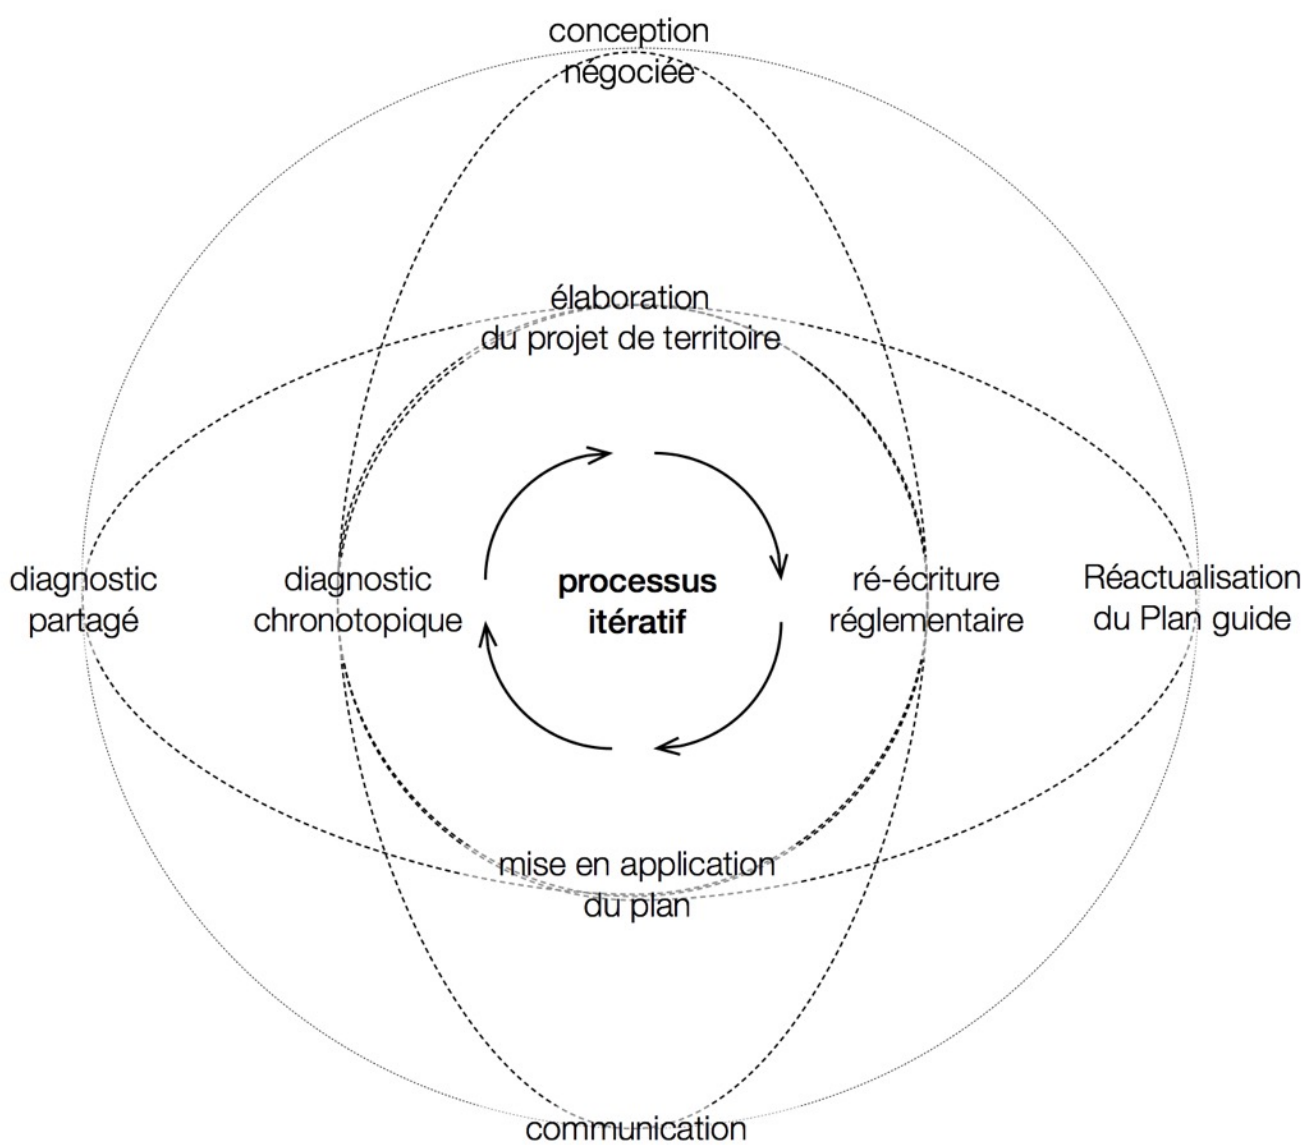 conception
négociée
élaboration
du projet de territoire
diagnostic
partagé
diagnostic
chronotopique
processus
itératif
ré-écriture
réglementaire
Réactualisation
du Plan guide
mise en application
du plan
communication